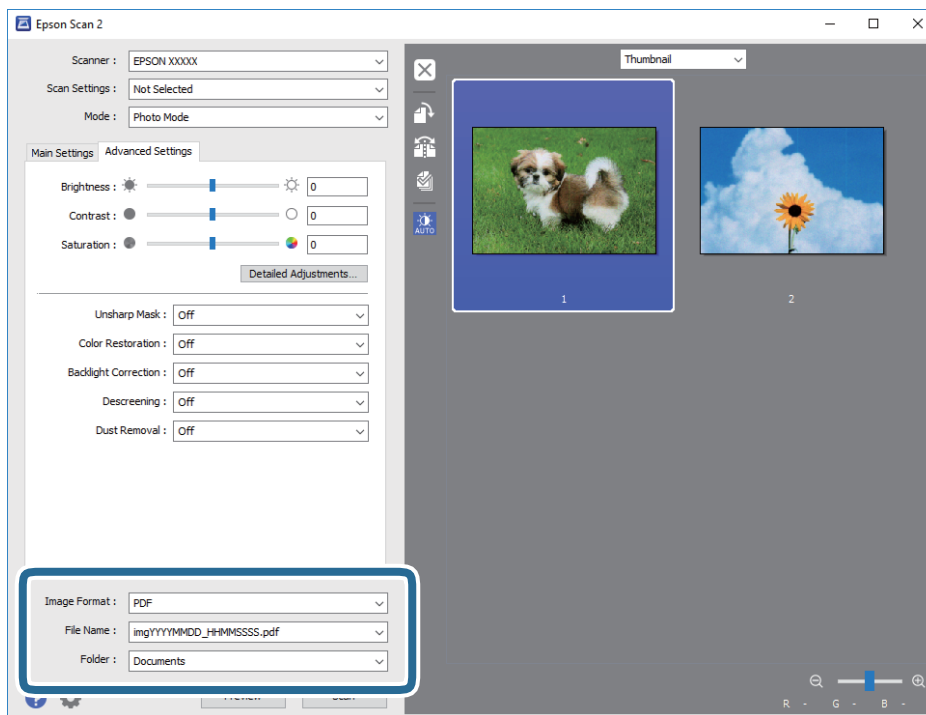 Epson Scan 2
Scanner :
EPSON XXXXX
Scan Settings :
Not Selected
Mode :
Photo Mode
Main Settings
Advanced Settings
Brightness :
0
Contrast :
0
Saturation :
0
Detailed Adjustments...
Unsharp Mask :
Off
Color Restoration :
Off
Backlight Correction :
Off
Descreening :
Off
Dust Removal :
Off
Image Format :
PDF
File Name :
imgYYYYMMDD_HHMMSSSS.pdf
Folder :
Documents
AUTO
Thumbnail
1
2
R - G - B -